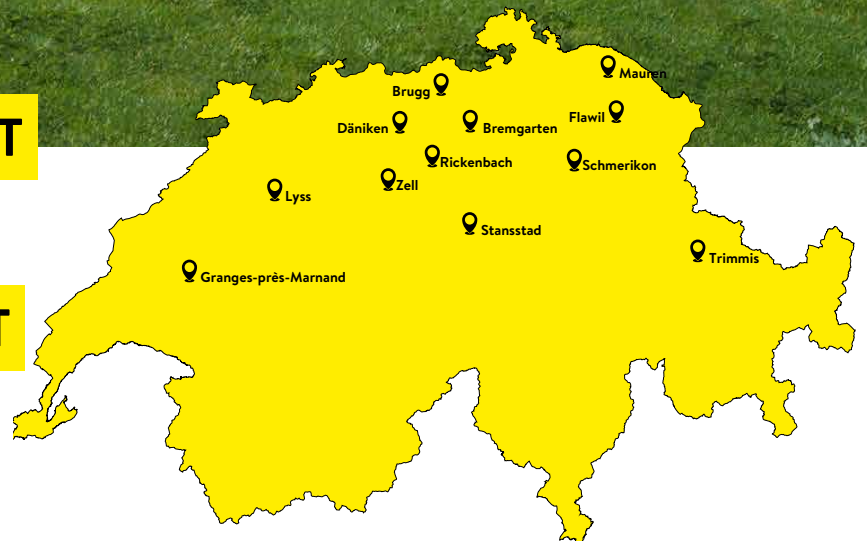 Mauren
Brugg
Flawil
T
Däniken
Bremgarten
Rickenbach
Schmerikon
Zell
Lyss
Stansstad
Trimmis
Granges-près-Marnand
T